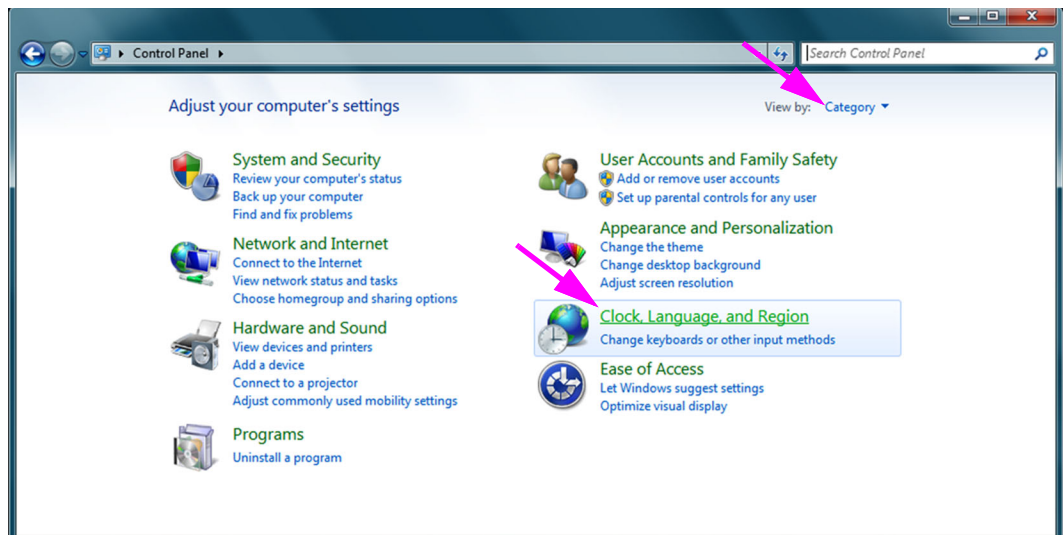 Control Panel
Search Control Panel
Adjust your computer's settings
View by: Category
System and Security
Review your computer's status
Back up your computer
Find and fix problems
Network and Internet
Connect to the Internet
View network status and tasks
Choose homegroup and sharing options
Hardware and Sound
View devices and printers
Add a device
Connect to a projector
Adjust commonly used mobility settings
Programs
Uninstall a program
User Accounts and Family Safety
Add or remove user accounts
Set up parental controls for any user
Appearance and Personalization
Change the theme
Change desktop background
Adjust screen resolution
Clock, Language, and Region
Change keyboards or other input methods
Ease of Access
Let Windows suggest settings
Optimize visual display